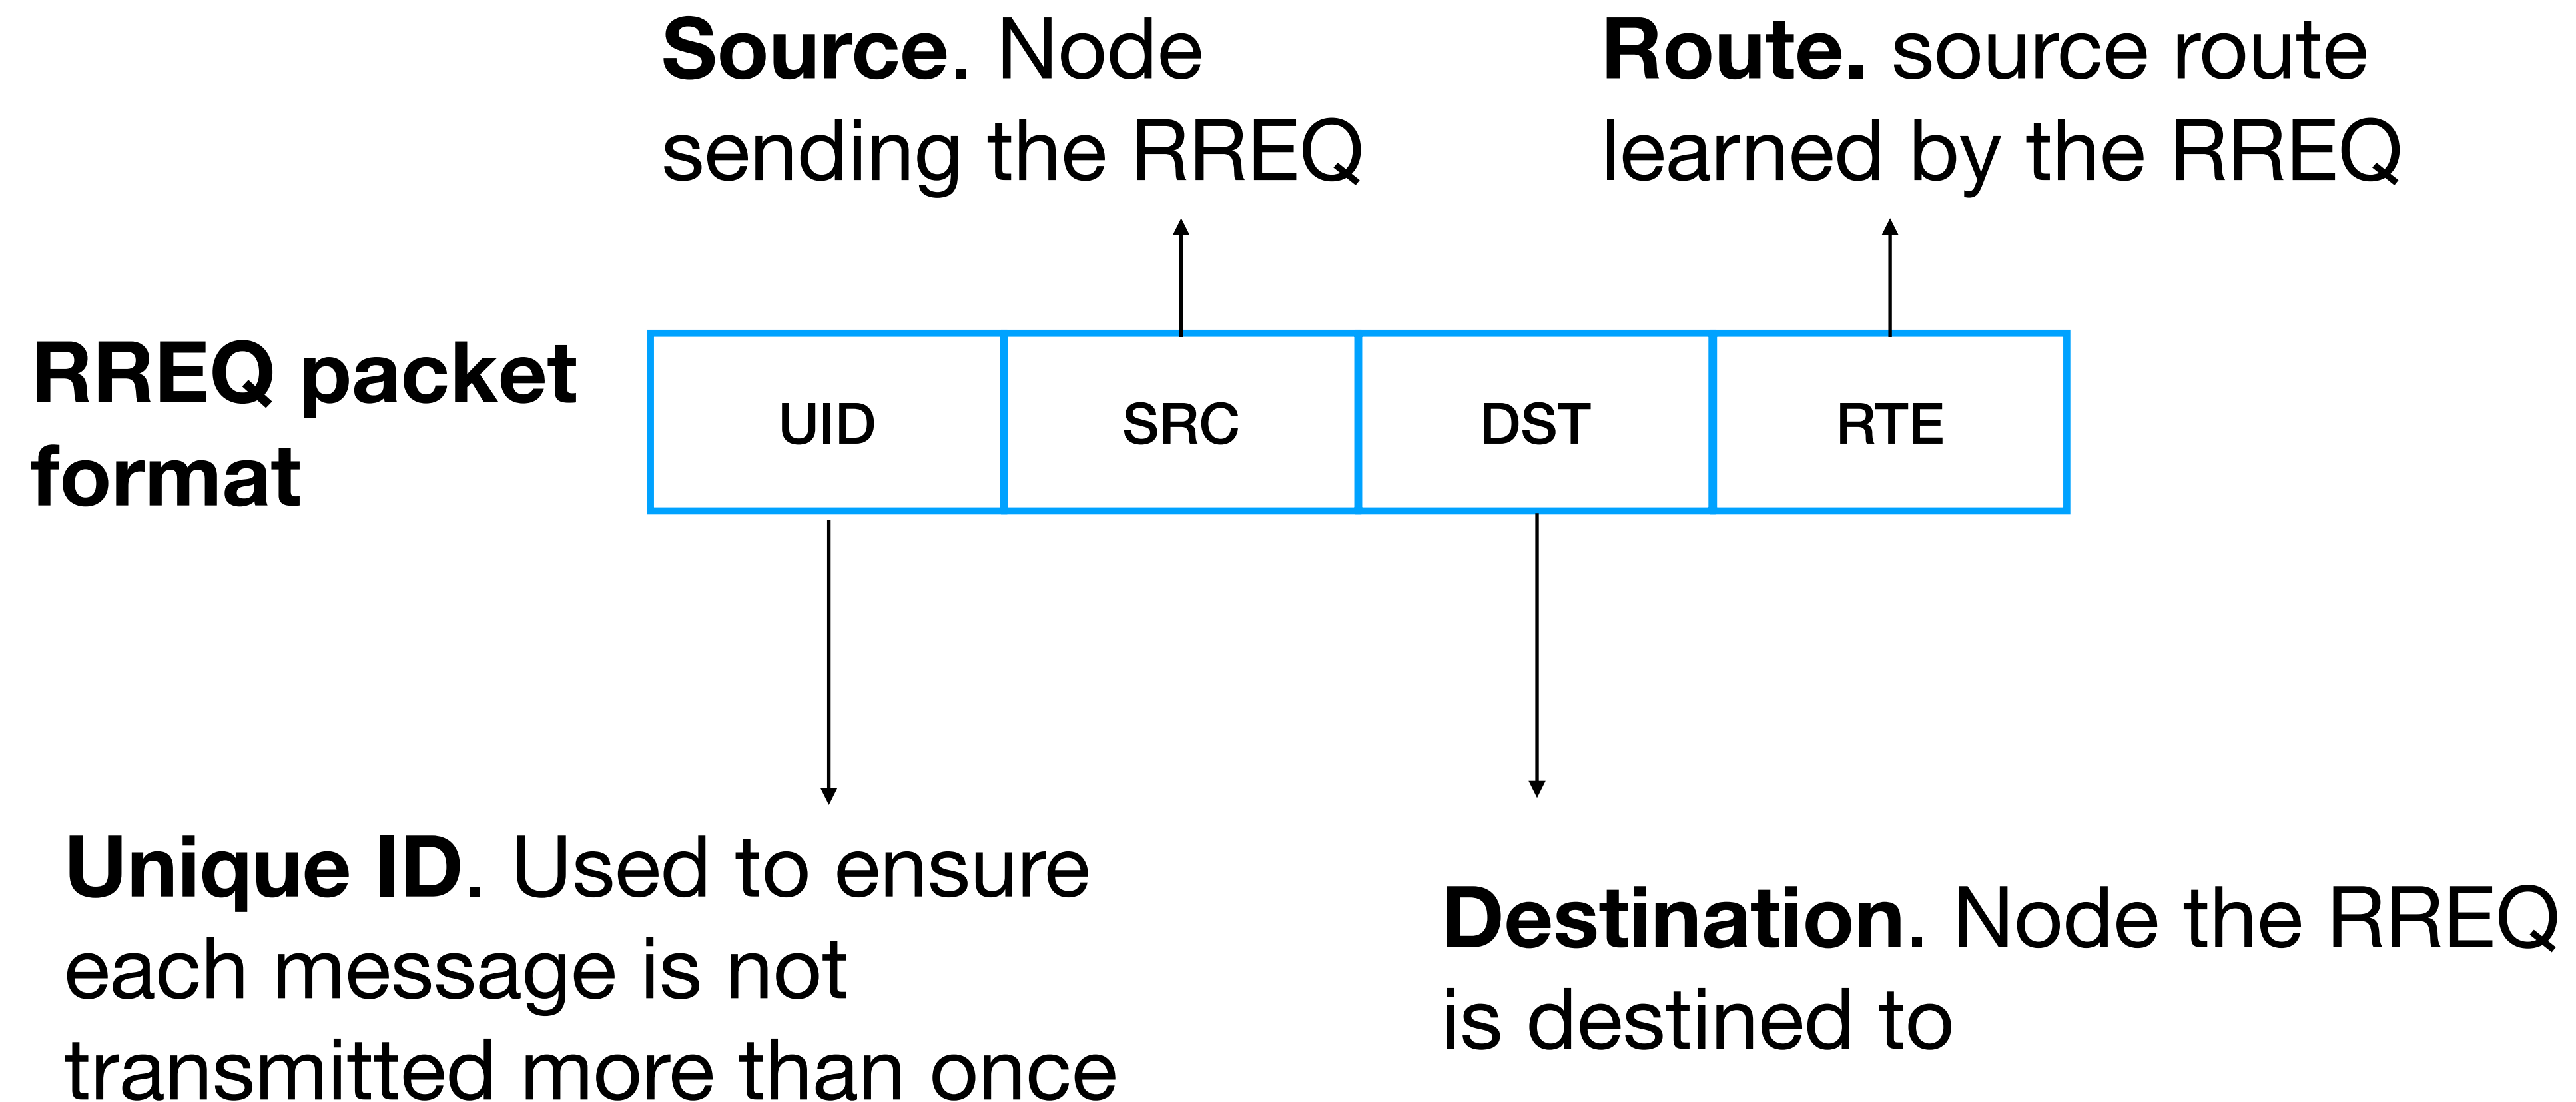 Source. Node
sending the RREQ
Route. source route
learned by the RREQ
RREQ packet
format
UID
SRC
DST
RTE
Unique ID. Used to ensure
each message is not
transmitted more than once
Destination. Node the RREQ
is destined to